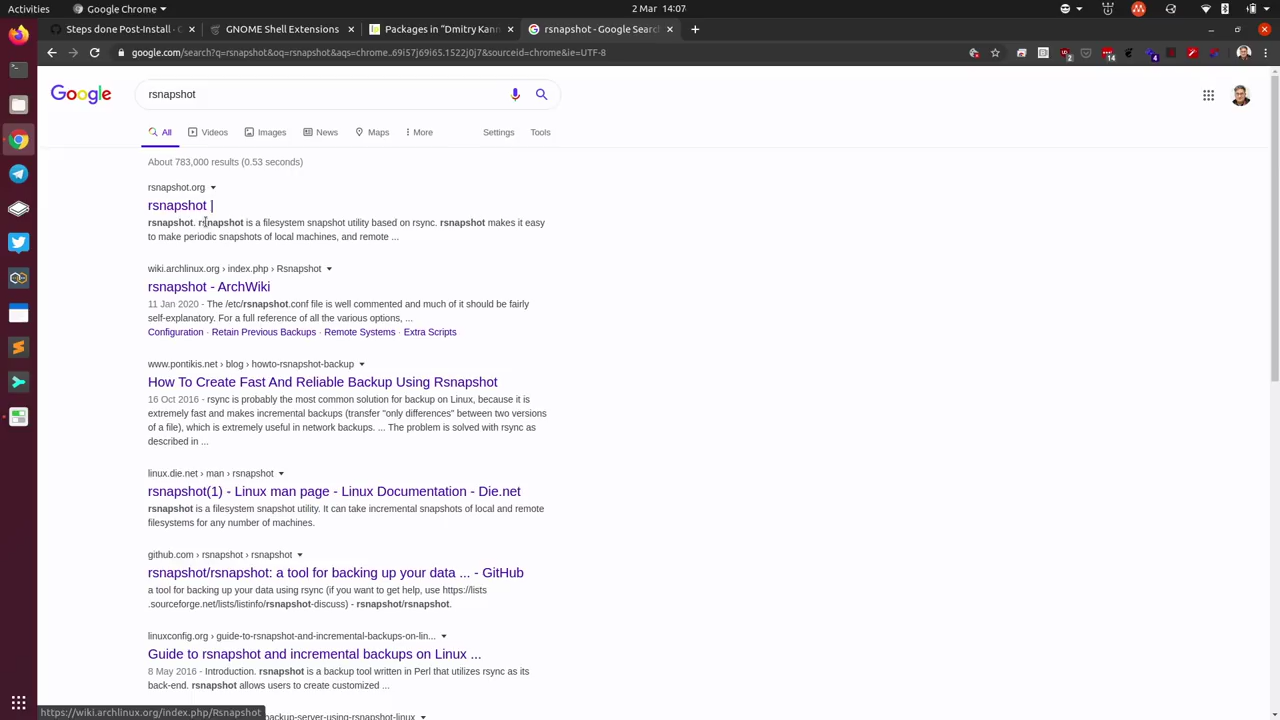 Activities
Google Chrome
2 Mar 14:07
Steps done Post-Install - G
GNOME Shell Extensions
Packages in "Dmitry Kann
rsnapshot - Google Search
google.com/search?q=rsnapshot&oq=rsnapshot&aqs=chrome..69i57j69i65.1522j0j7&sourceid=chrome&ie=UTF-8
2
14
4
Google
rsnapshot
All
Videos
Images
News
Maps
More
Settings
Tools
About 783,000 results (0.53 seconds)
rsnapshot.org
rsnapshot |
rsnapshot. rsnapshot is a filesystem snapshot utility based on rsync. rsnapshot makes it easy
to make periodic snapshots of local machines, and remote ...
wiki.archlinux.org › index.php › Rsnapshot
rsnapshot - ArchWiki
11 Jan 2020 - The /etc/rsnapshot.conf file is well commented and much of it should be fairly
self-explanatory. For a full reference of all the various options, ...
Configuration · Retain Previous Backups · Remote Systems · Extra Scripts
www.pontikis.net › blog › howto-rsnapshot-backup
How To Create Fast And Reliable Backup Using Rsnapshot
16 Oct 2016 - rsync is probably the most common solution for backup on Linux, because it is
extremely fast and makes incremental backups (transfer "only differences" between two versions
of a file), which is extremely useful in network backups. ... The problem is solved with rsync as
described in ...
linux.die.net › man › rsnapshot
rsnapshot(1) - Linux man page - Linux Documentation - Die.net
rsnapshot is a filesystem snapshot utility. It can take incremental snapshots of local and remote
filesystems for any number of machines.
github.com › rsnapshot › rsnapshot
rsnapshot/rsnapshot: a tool for backing up your data ... - GitHub
a tool for backing up your data using rsync (if you want to get help, use https://lists
.sourceforge.net/lists/listinfo/rsnapshot-discuss) - rsnapshot/rsnapshot.
linuxconfig.org › guide-to-rsnapshot-and-incremental-backups-on-lin...
Guide to rsnapshot and incremental backups on Linux ...
8 May 2016 - Introduction. rsnapshot is a backup tool written in Perl that utilizes rsync as its
back-end. rsnapshot allows users to create customized ...
https://wiki.archlinux.org/index.php/Rsnapshot
backup-server-using-rsnapshot-linux